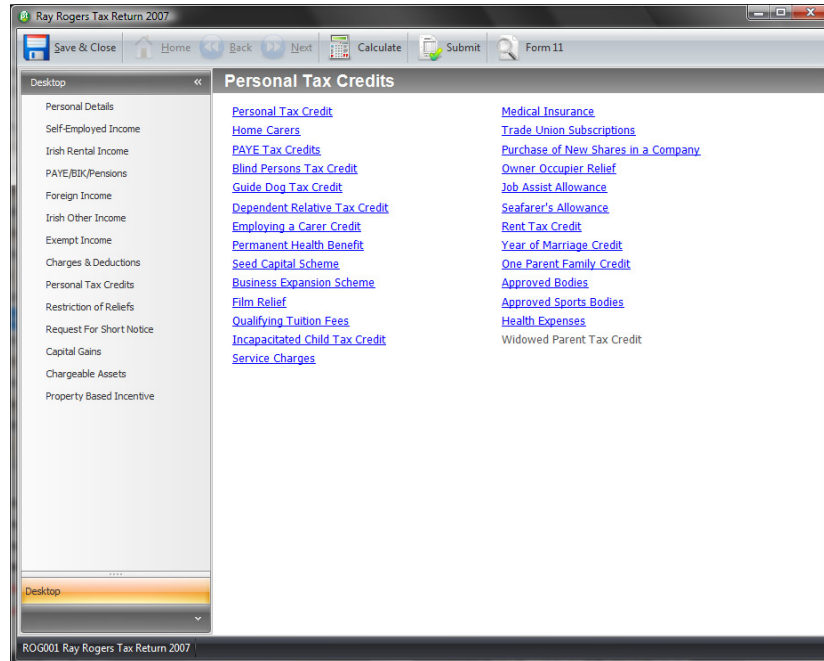 Ray Rogers Tax Return 2007
Save & Close
Home
Back
Next
Calculate
Submit
Form 11
Desktop
Personal Details
Self-Employed Income
Irish Rental Income
PAYE/BIK/Pensions
Foreign Income
Irish Other Income
Exempt Income
Charges & Deductions
Personal Tax Credits
Restriction of Reliefs
Request For Short Notice
Capital Gains
Chargeable Assets
Property Based Incentive
Desktop
Personal Tax Credits
Personal Tax Credit
Home Carers
PAYE Tax Credits
Blind Persons Tax Credit
Guide Dog Tax Credit
Dependent Relative Tax Credit
Employing a Carer Credit
Permanent Health Benefit
Seed Capital Scheme
Business Expansion Scheme
Film Relief
Qualifying Tuition Fees
Incapacitated Child Tax Credit
Service Charges
Medical Insurance
Trade Union Subscriptions
Purchase of New Shares in a Company
Owner Occupier Relief
Job Assist Allowance
Seafarer's Allowance
Rent Tax Credit
Year of Marriage Credit
One Parent Family Credit
Approved Bodies
Approved Sports Bodies
Health Expenses
Widowed Parent Tax Credit
ROG001 Ray Rogers Tax Return 2007